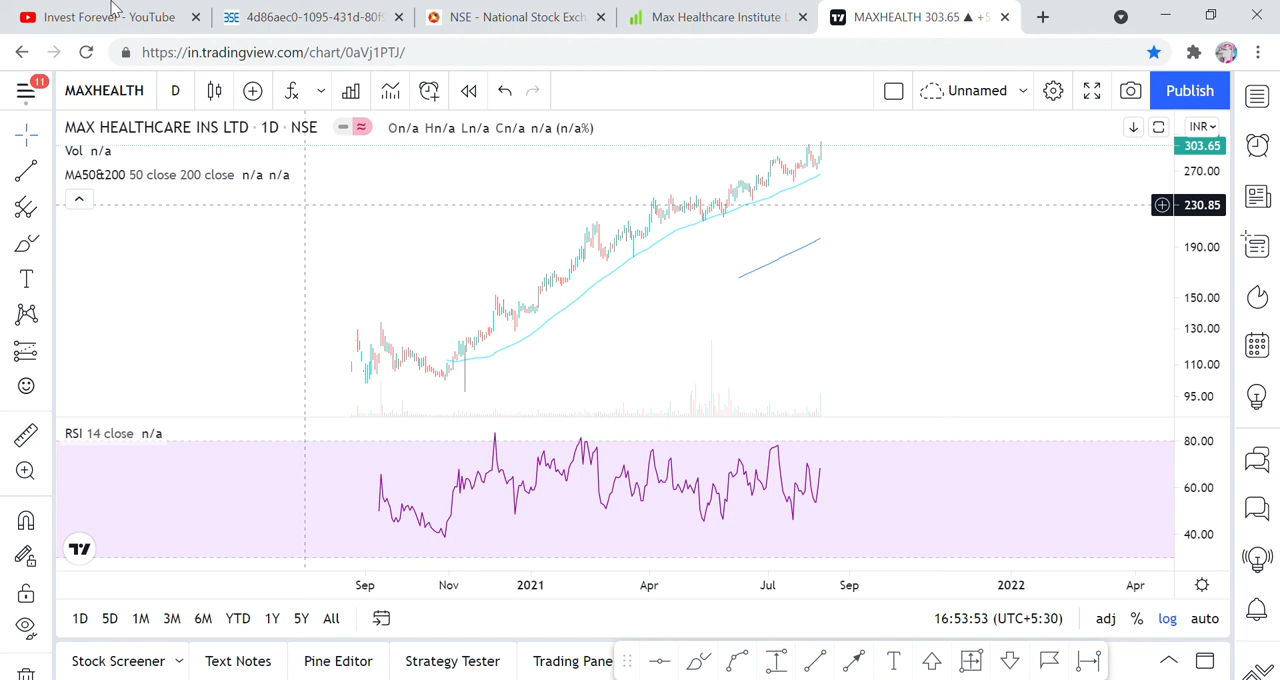 Invest Forever - YouTube
4d86aec0-1095-431d-80f
NSE - National Stock Exch
Max Healthcare Institute L
MAXHEALTH 303.65 ▲ +5
https://in.tradingview.com/chart/0aVj1PTJ/
11
MAXHEALTH
D
Unnamed
Publish
MAX HEALTHCARE INS LTD · 1D · NSE
On/a Hn/a Ln/a Cn/a n/a (n/a%)
INR
Vol n/a
303.65
MA50&200 50 close 200 close n/a n/a
270.00
230.85
190.00
150.00
130.00
110.00
95.00
RSI 14 close n/a
80.00
60.00
40.00
Sep
Nov
2021
Apr
Jul
Sep
2022
Apr
1D
5D
1M
3M
6M
YTD
1Y
5Y
All
16:53:53 (UTC+5:30)
adj
%
log
auto
Stock Screener
Text Notes
Pine Editor
Strategy Tester
Trading Pane